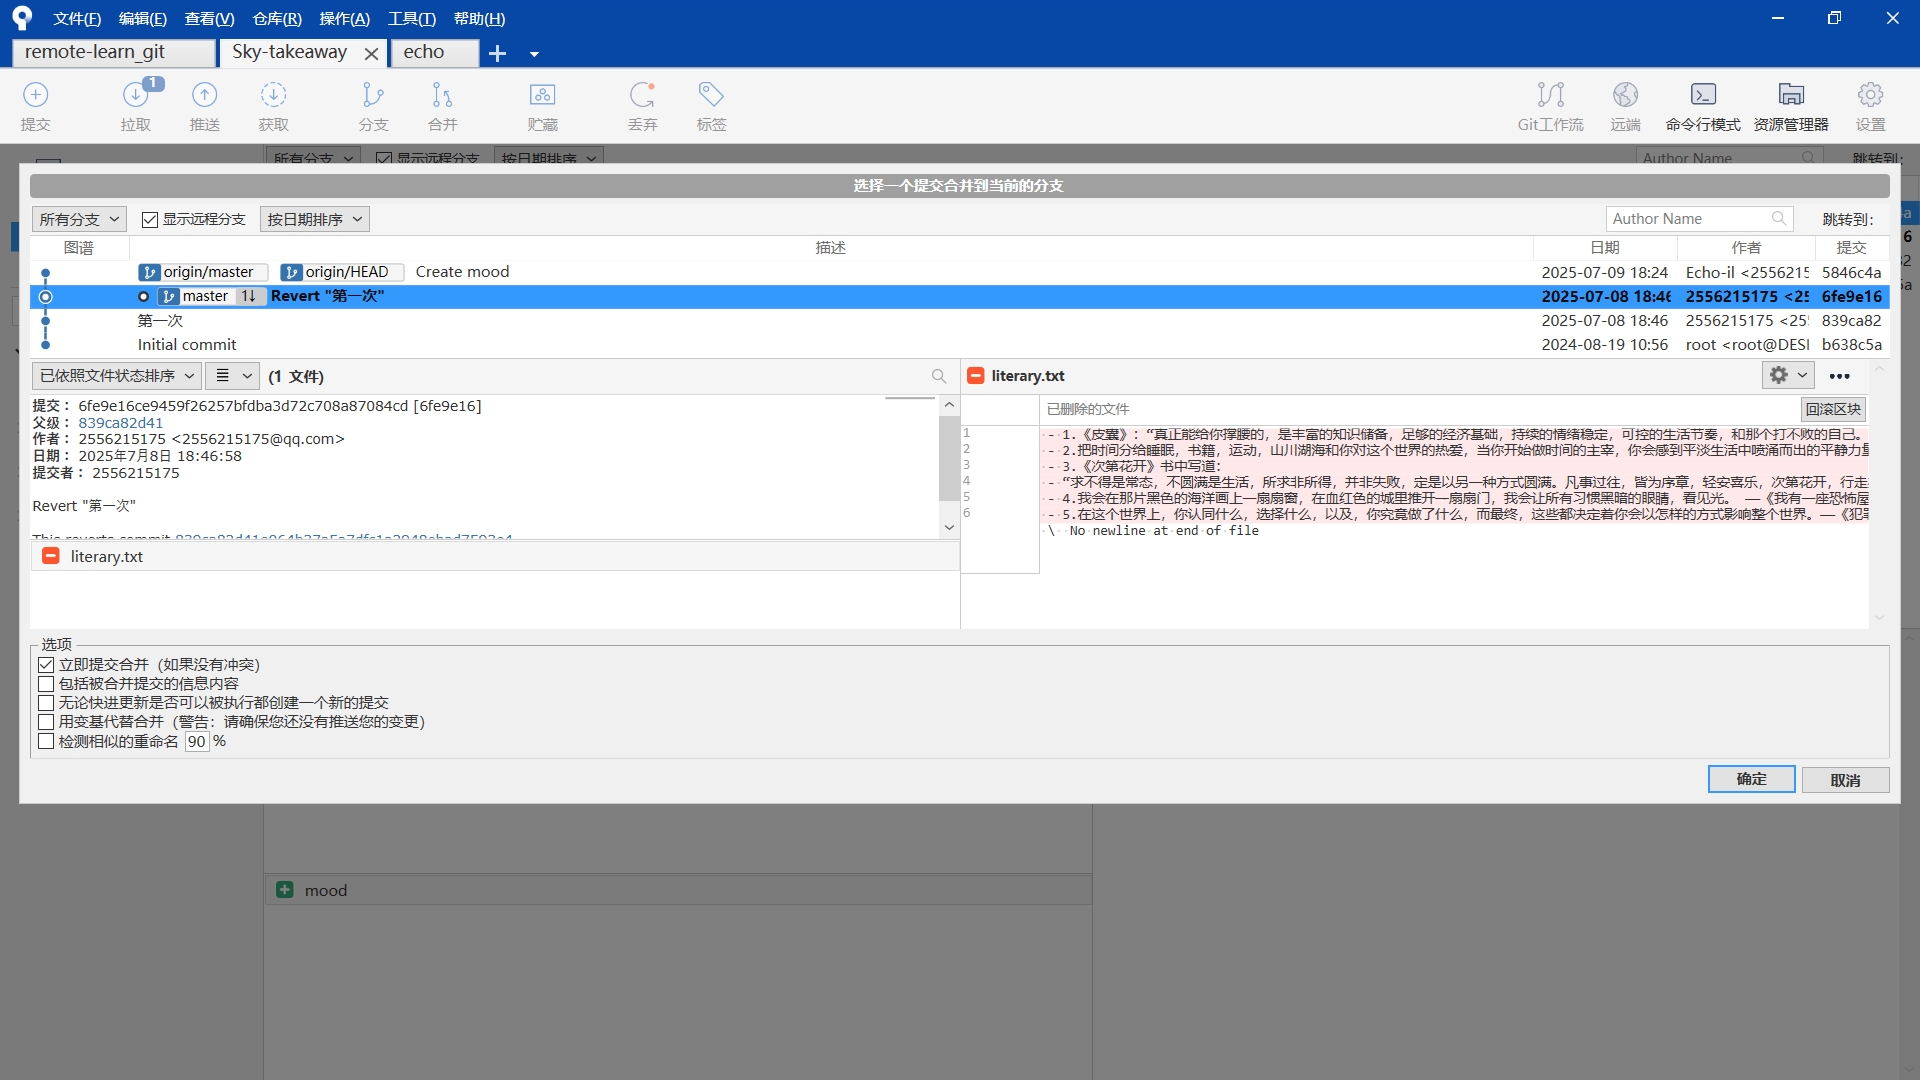 文件(F) 编辑(E) 查看(V) 仓库(R) 操作(A) 工具(T) 帮助(H)
remote-learn_git Sky-takeaway echo
1
提交 拉取 推送 获取 分支 合并 贮藏 丢弃 标签 Git工作流 远端 命令行模式 资源管理器 设置
所有分支 显示远程分支 按日期排序 Author Name 跳转到:
选择一个提交合并到当前的分支
所有分支 显示远程分支 按日期排序 Author Name 跳转到:
图谱 描述 日期 作者 提交
origin/master origin/HEAD Create mood 2025-07-09 18:24 Echo-il <2556215 5846c4a
master 1↓ Revert "第一次" 2025-07-08 18:46 2556215175 <25 6fe9e16
第一次 2025-07-08 18:46 2556215175 <25 839ca82
Initial commit 2024-08-19 10:56 root <root@DESI b638c5a
已依照文件状态排序 (1 文件) literary.txt
提交: 6fe9e16ce9459f26257bfdba3d72c708a87084cd [6fe9e16]
父级: 839ca82d41
作者: 2556215175 <2556215175@qq.com>
日期: 2025年7月8日 18:46:58
提交者: 2556215175
Revert "第一次"
This reverts commit
literary.txt
已删除的文件 回滚区块
1 - 1.《皮囊》:“真正能给你撑腰的，是丰富的知识储备，足够的经济基础，持续的情绪稳定，可控的生活节奏，和那个打不败的自己。
2 - 2.把时间分给睡眠，书籍，运动，山川湖海和你对这个世界的热爱，当你开始做时间的主宰，你会感到平淡生活中喷涌而出的平静力量
3 - 3.《次第花开》书中写道:
4 - “求不得是常态，不圆满是生活，所求非所得，并非失败，定是以另一种方式圆满。凡事过往，皆为序章，轻安喜乐，次第花开，行走
5 - 4.我会在那片黑色的海洋画上一扇扇窗，在血红色的城里推开一扇扇门，我会让所有习惯黑暗的眼睛，看见光。 —《我有一座恐怖屋
6 - 5.在这个世界上，你认同什么，选择什么，以及，你究竟做了什么，而最终，这些都决定着你会以怎样的方式影响整个世界。—《犯罪
\ No newline at end of file
选项
立即提交合并（如果没有冲突）
包括被合并提交的信息内容
无论快进更新是否可以被执行都创建一个新的提交
用变基代替合并（警告：请确保您还没有推送您的变更）
检测相似的重命名 90 %
确定 取消
mood